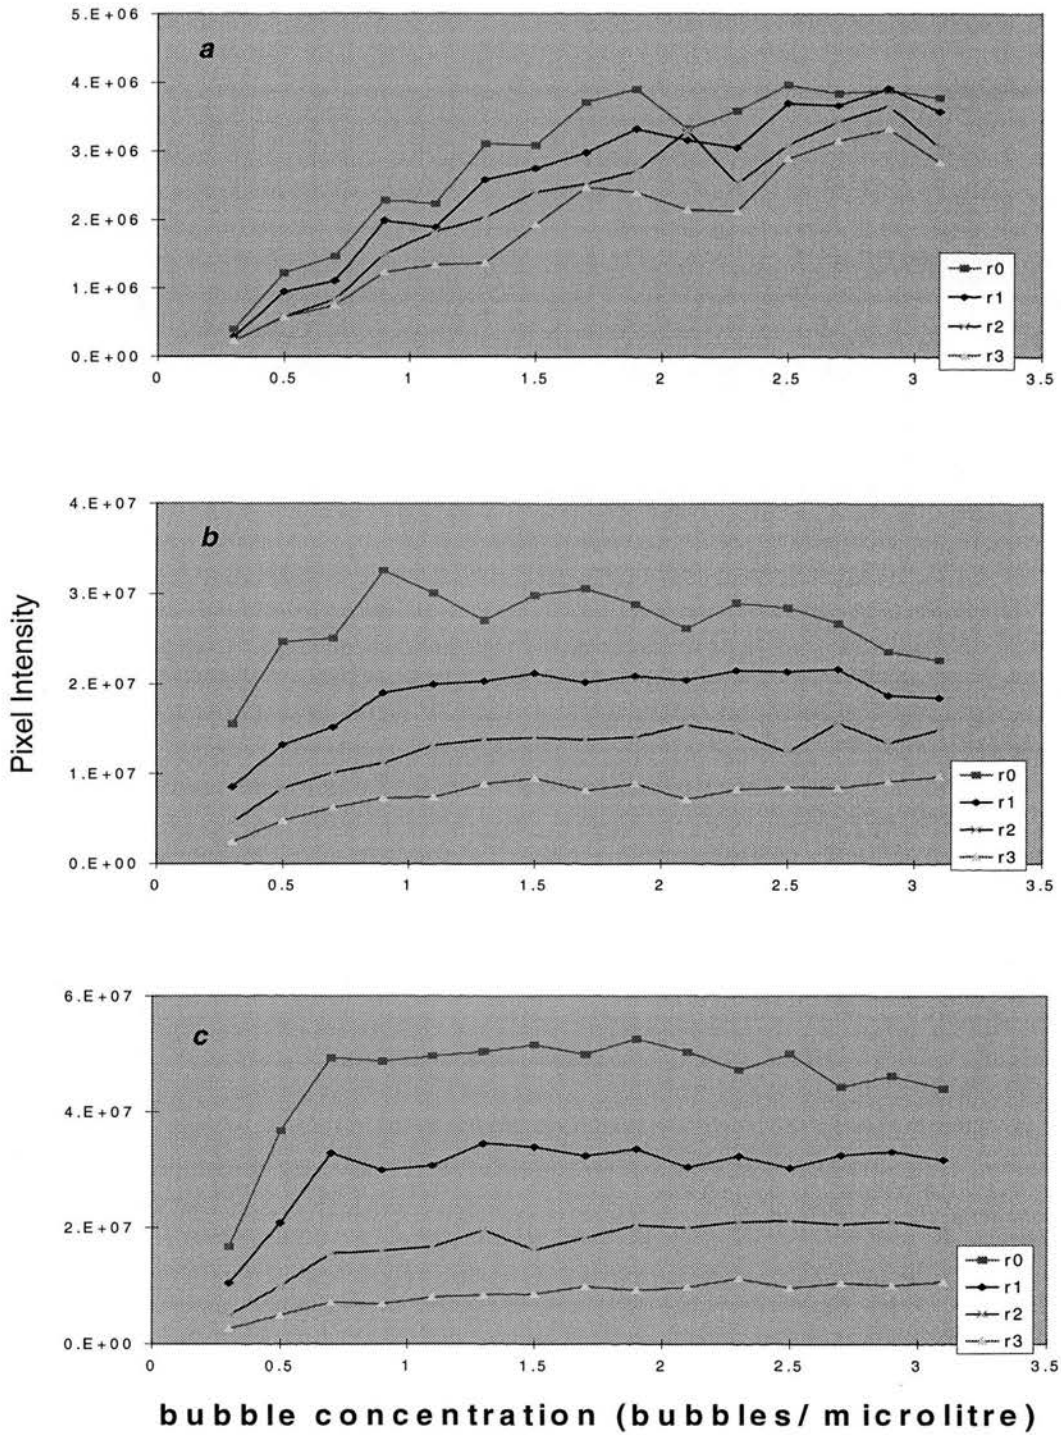 5.E+06
a
4.E+06
3.E+06
2.E+06
1.E+06
0.E+00
0 0.5 1 1.5 2 2.5 3 3.5
r0
r1
r2
r3
Pixel Intensity
4.E+07
b
3.E+07
2.E+07
1.E+07
0.E+00
0 0.5 1 1.5 2 2.5 3 3.5
r0
r1
r2
r3
6.E+07
c
4.E+07
2.E+07
0.E+00
0 0.5 1 1.5 2 2.5 3 3.5
r0
r1
r2
r3
bubble concentration (bubbles/ microlitre)